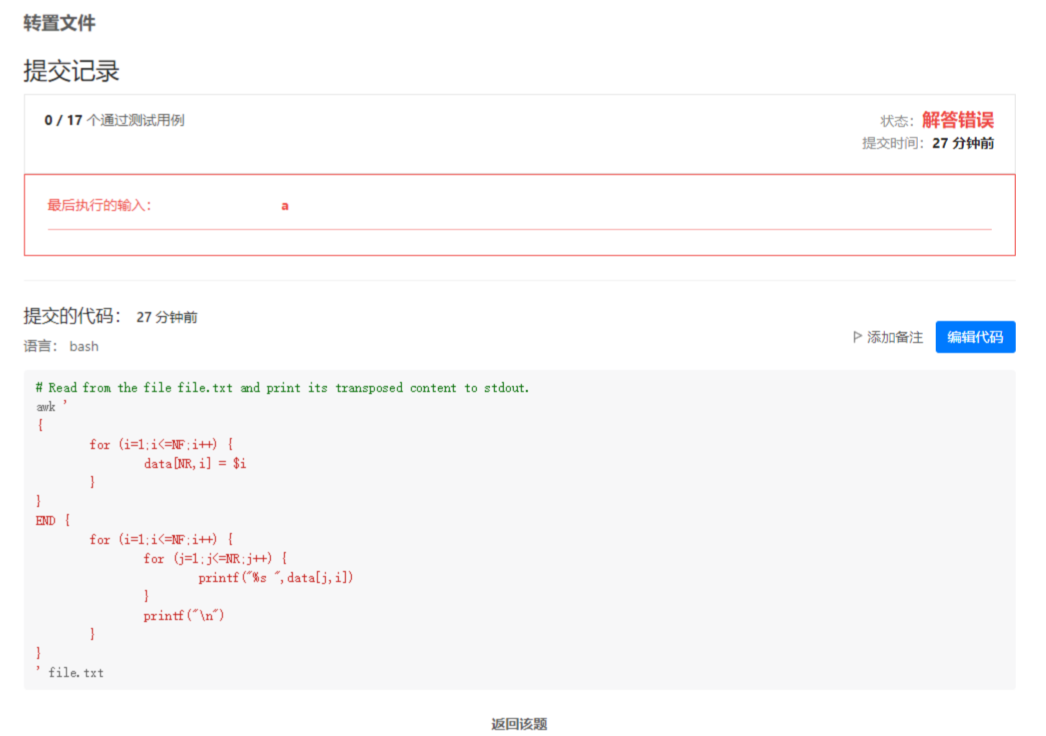 转置文件
提交记录
0 / 17 个通过测试用例
状态：解答错误
提交时间：27 分钟前
最后执行的输入： a
提交的代码： 27 分钟前
语言： bash
添加备注 编辑代码
# Read from the file file.txt and print its transposed content to stdout.
awk '
{
        for (i=1;i<=NF;i++) {
                data[NR,i] = $i
        }
}
END {
        for (i=1;i<=NF;i++) {
                for (j=1;j<=NR;j++) {
                        printf("%s ",data[j,i])
                }
                printf("\n")
        }
}
' file.txt
返回该题